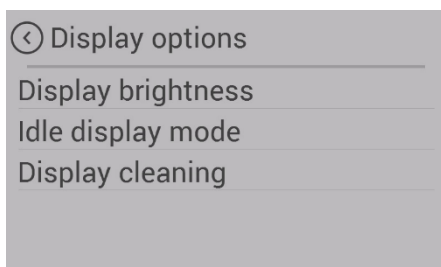 Display options
Display brightness
Idle display mode
Display cleaning